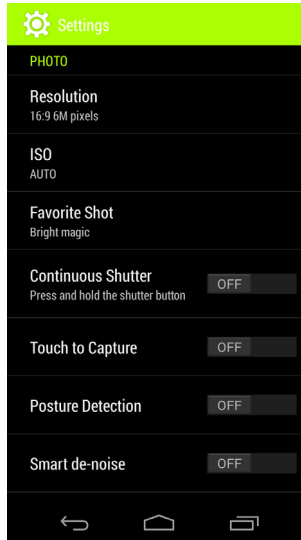 Settings
PHOTO
Resolution
16:9 6M pixels
ISO
AUTO
Favorite Shot
Bright magic
Continuous Shutter
Press and hold the shutter button
OFF
Touch to Capture
OFF
Posture Detection
OFF
Smart de-noise
OFF